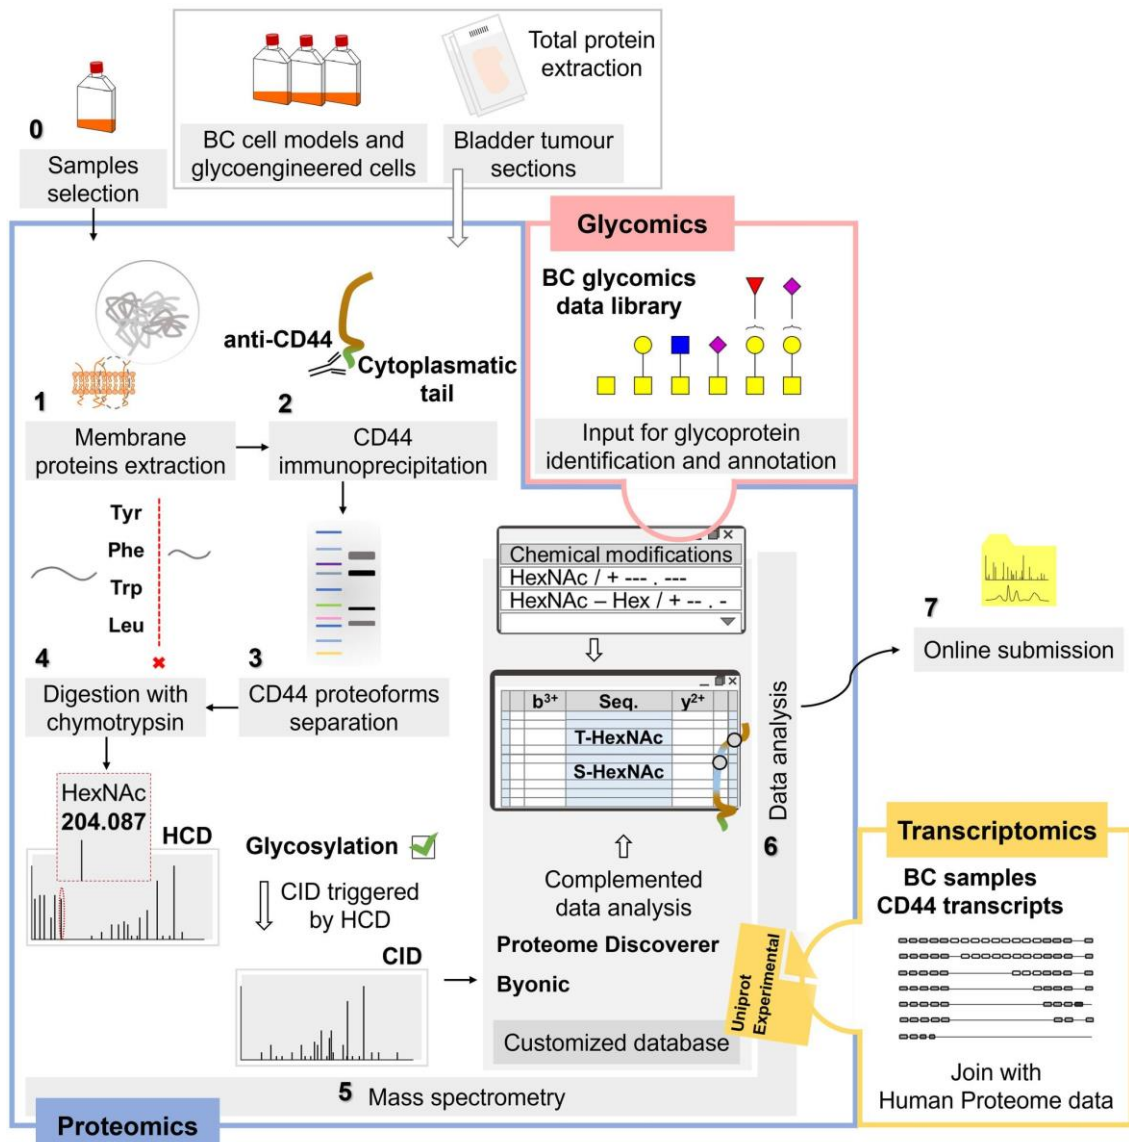 Total protein
extraction
BC cell models and
glycoengineered cells
Bladder tumour
sections
0
Samples
selection
Glycomics
BC glycomics
data library
Input for glycoprotein
identification and annotation
anti-CD44
Cytoplasmatic
tail
1
Membrane
proteins extraction
2
CD44
immunoprecipitation
Tyr
Phe
Trp
Leu
4
Digestion with
chymotrypsin
3
CD44 proteoforms
separation
Chemical modifications
HexNAc / + --- . ---
HexNAc – Hex / + -- . -
b3+ Seq. y2+
T-HexNAc
S-HexNAc
Data analysis
6
7
Online submission
HexNAc
204.087
HCD
Glycosylation
CID triggered
by HCD
CID
Complemented
data analysis
Proteome Discoverer
Byonic
Customized database
Uniprot
Experimental
Transcriptomics
BC samples
CD44 transcripts
Join with
Human Proteome data
5 Mass spectrometry
Proteomics